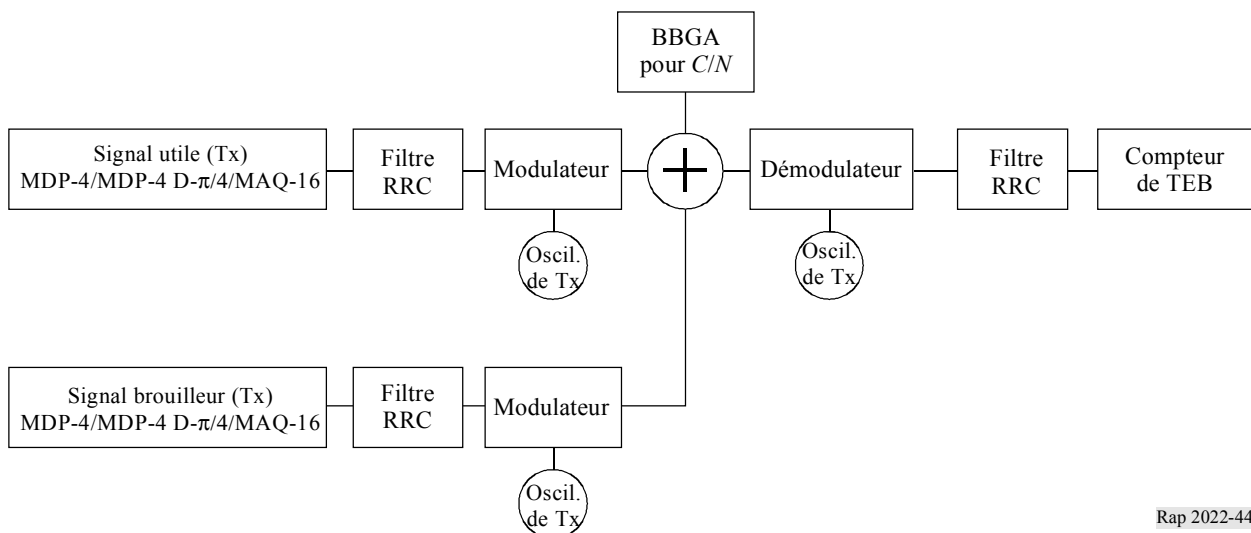 BBGA
pour C/N
Signal utile (Tx)
MDP-4/MDP-4 D-π/4/MAQ-16
Filtre
RRC
Modulateur
Démodulateur
Filtre
RRC
Compteur
de TEB
Oscil.
de Tx
Oscil.
de Tx
Signal brouilleur (Tx)
MDP-4/MDP-4 D-π/4/MAQ-16
Filtre
RRC
Modulateur
Oscil.
de Tx
Rap 2022-44